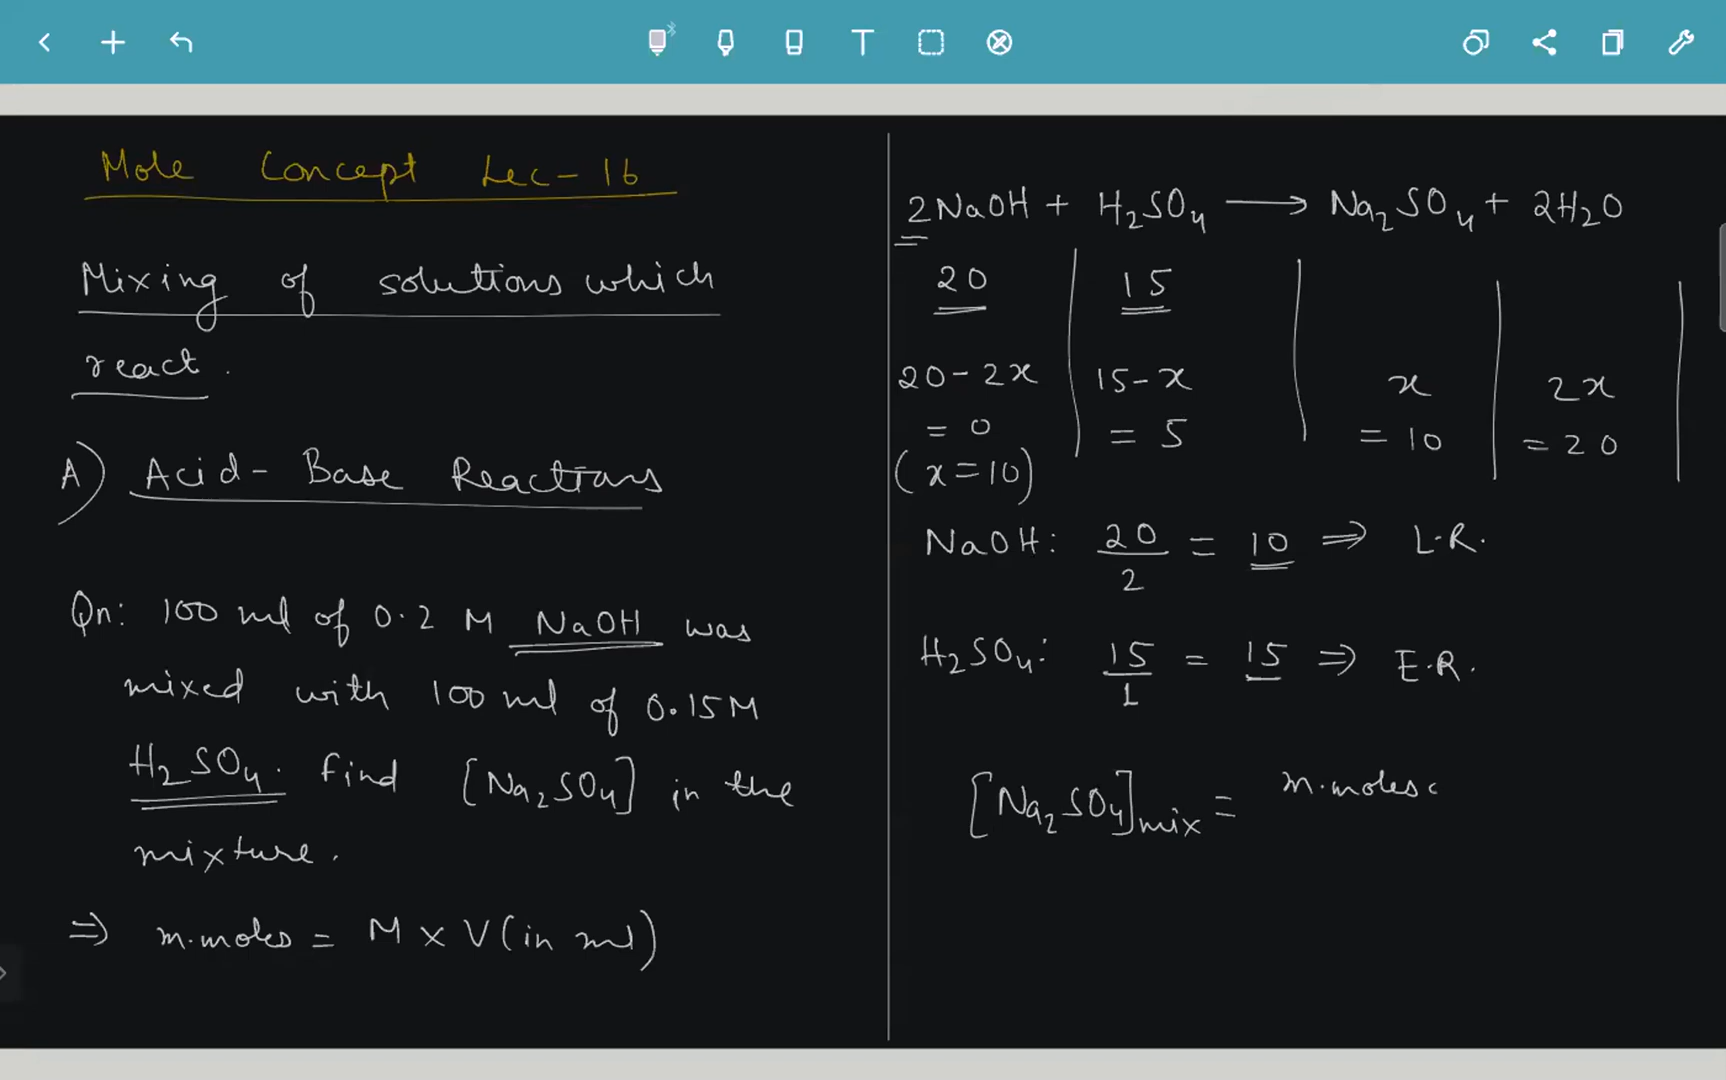 Mole Concept Lec-16
Mixing of solutions which
react.
A) Acid-Base Reactions
Qn: 100 ml of 0.2 M NaOH was
mixed with 100 ml of 0.15M
H₂SO₄. find [Na₂SO₄] in the
mixture.
⇒ m.moles = M × V(in ml)
2NaOH + H₂SO₄ ⟶ Na₂SO₄ + 2H₂O
20 | 15
20-2x | 15-x | x | 2x
= 0 | = 5 | = 10 | = 20
(x=10)
NaOH: 20/2 = 10 ⇒ L.R.
H₂SO₄: 15/1 = 15 ⇒ E.R.
[Na₂SO₄]mix = m.moles